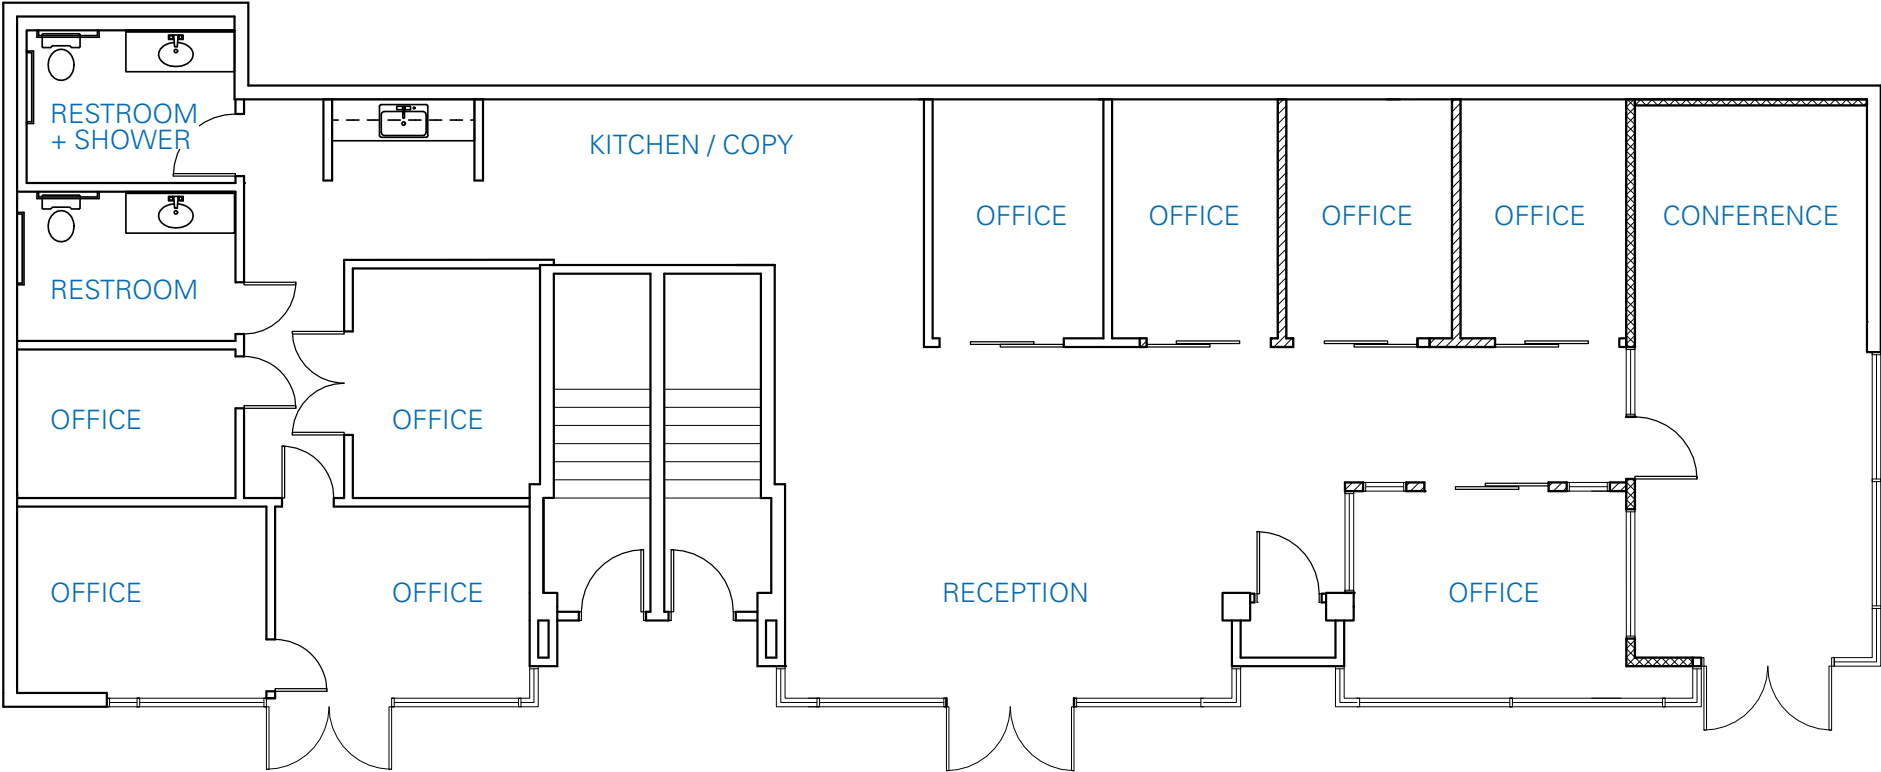 RESTROOM
+ SHOWER
KITCHEN / COPY
OFFICE
OFFICE
OFFICE
OFFICE
CONFERENCE
RESTROOM
OFFICE
OFFICE
OFFICE
OFFICE
RECEPTION
OFFICE